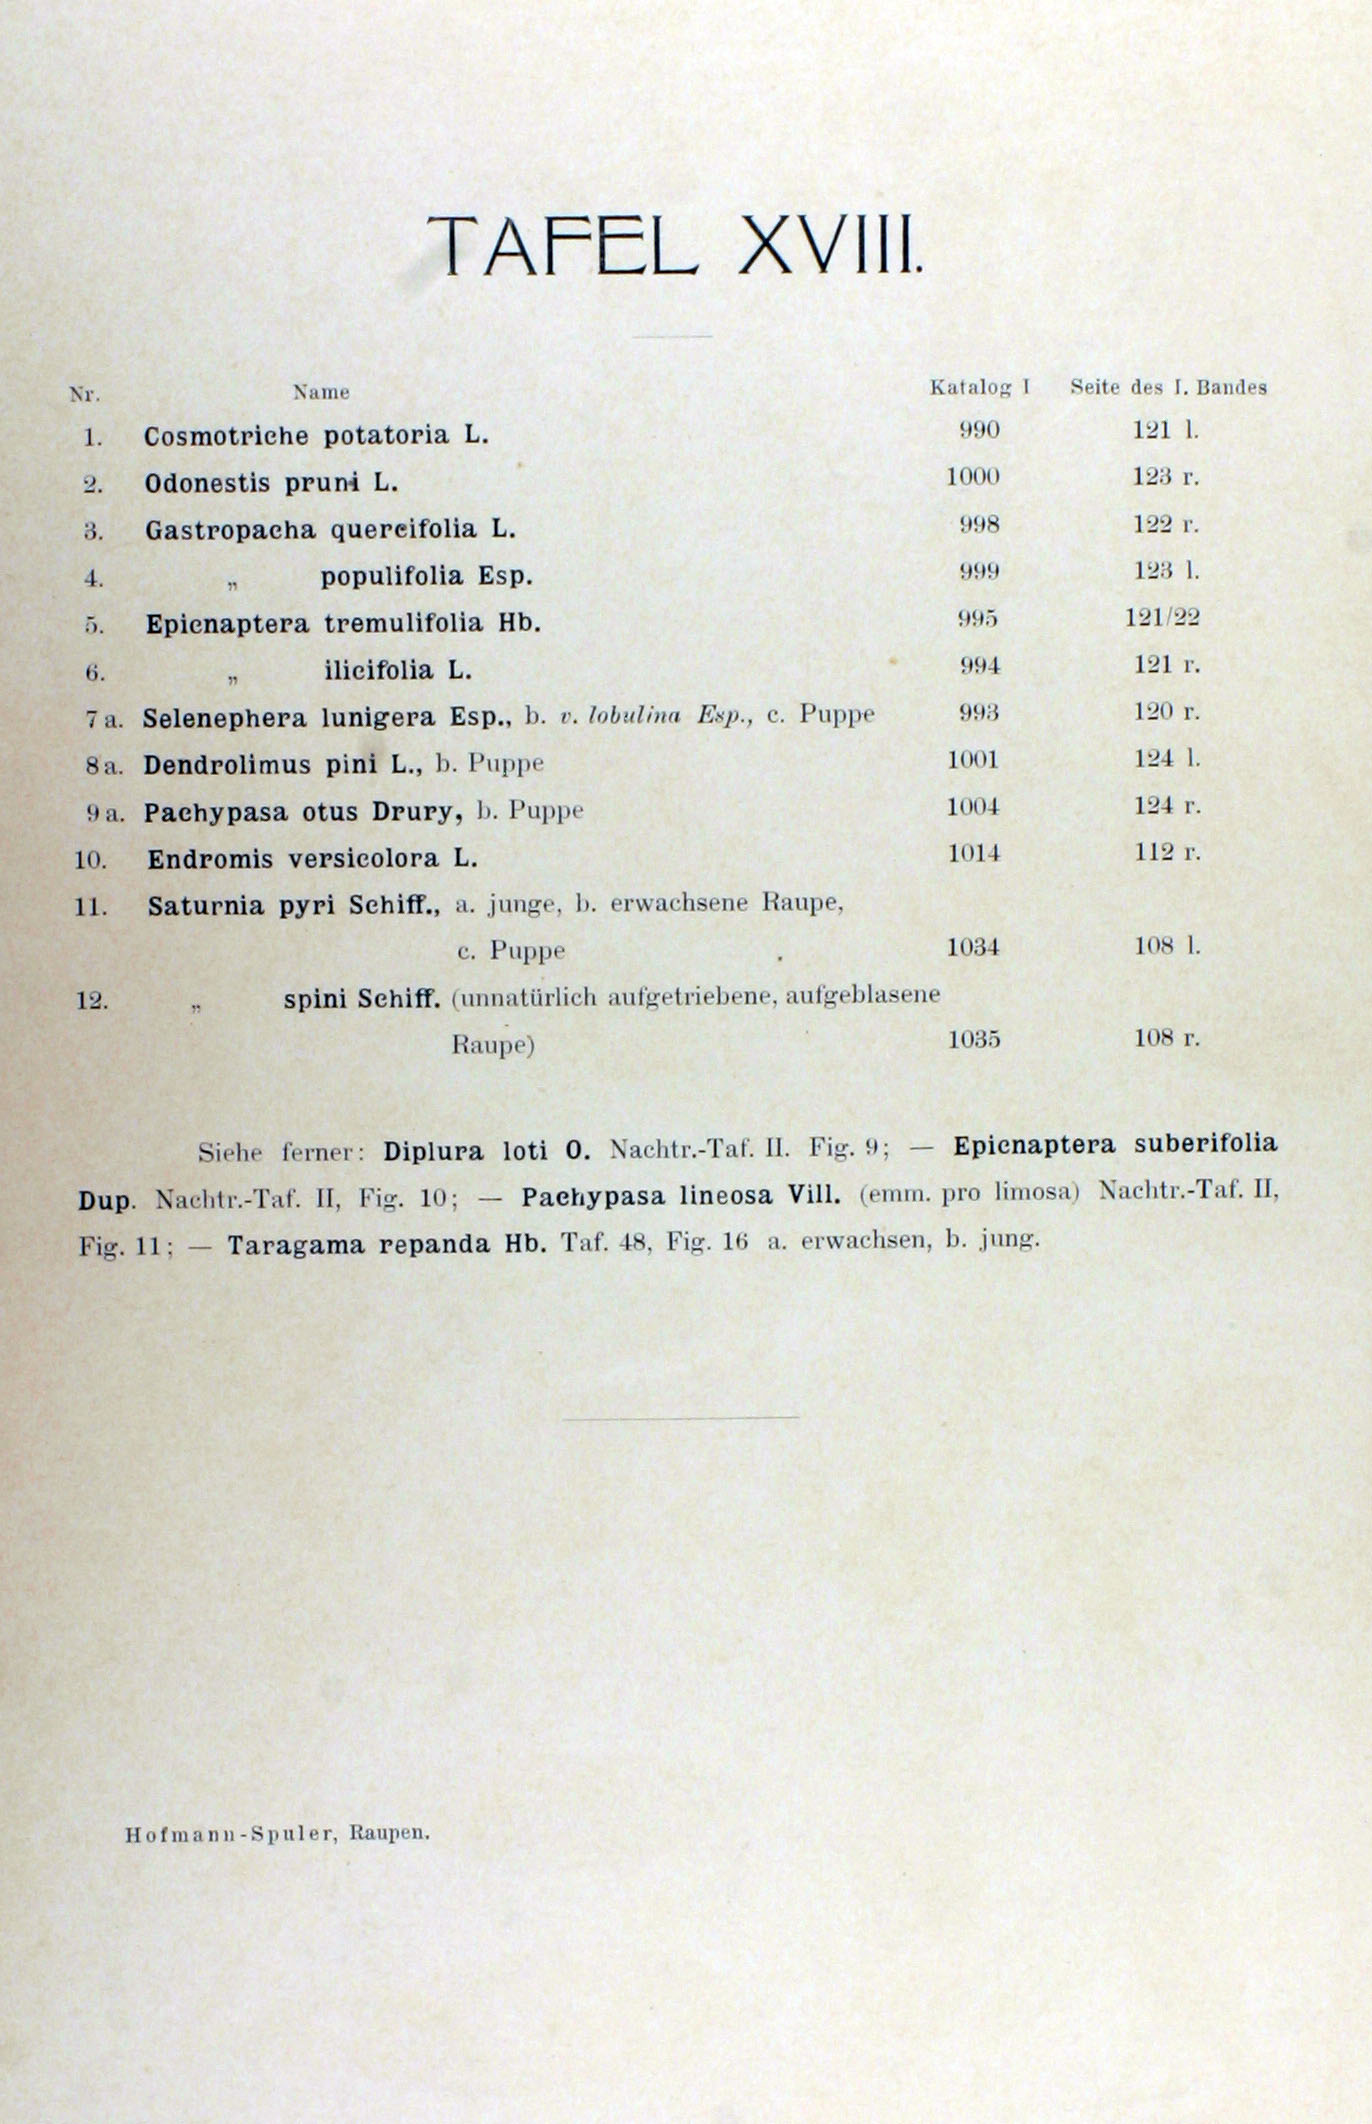 TAFEL XVIII.
Nr. Name Katalog I Seite des I. Bandes
1. Cosmotriche potatoria L. 990 121 l.
2. Odonestis pruni L. 1000 123 r.
3. Gastropacha quercifolia L. 998 122 r.
4. „ populifolia Esp. 999 123 l.
5. Epicnaptera tremulifolia Hb. 995 121/22
6. „ ilicifolia L. 994 121 r.
7 a. Selenephera lunigera Esp., b. v. lobulina Esp., c. Puppe 993 120 r.
8 a. Dendrolimus pini L., b. Puppe 1001 124 l.
9 a. Pachypasa otus Drury, b. Puppe 1004 124 r.
10. Endromis versicolora L. 1014 112 r.
11. Saturnia pyri Schiff., a. junge, b. erwachsene Raupe,
c. Puppe 1034 108 l.
12. „ spini Schiff. (unnatürlich aufgetriebene, aufgeblasene
Raupe) 1035 108 r.
Siehe ferner: Diplura loti O. Nachtr.-Taf. II. Fig. 9; — Epicnaptera suberifolia
Dup. Nachtr.-Taf. II, Fig. 10; — Pachypasa lineosa Vill. (emm. pro limosa) Nachtr.-Taf. II,
Fig. 11; — Taragama repanda Hb. Taf. 48, Fig. 16 a. erwachsen, b. jung.
Hofmann-Spuler, Raupen.